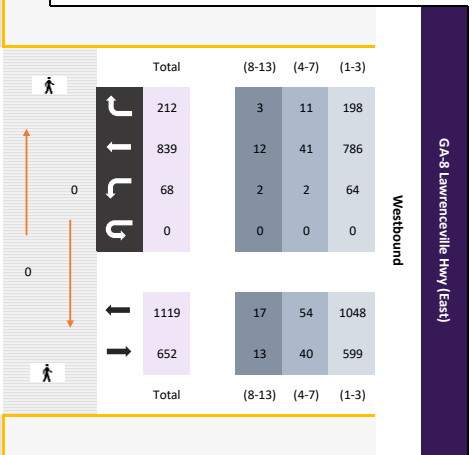 Total (8-13) (4-7) (1-3)
212 3 11 198
839 12 41 786
0 68 2 2 64
0 0 0 0
0
1119 17 54 1048
652 13 40 599
Total (8-13) (4-7) (1-3)
Westbound
GA-8 Lawrenceville Hwy (East)